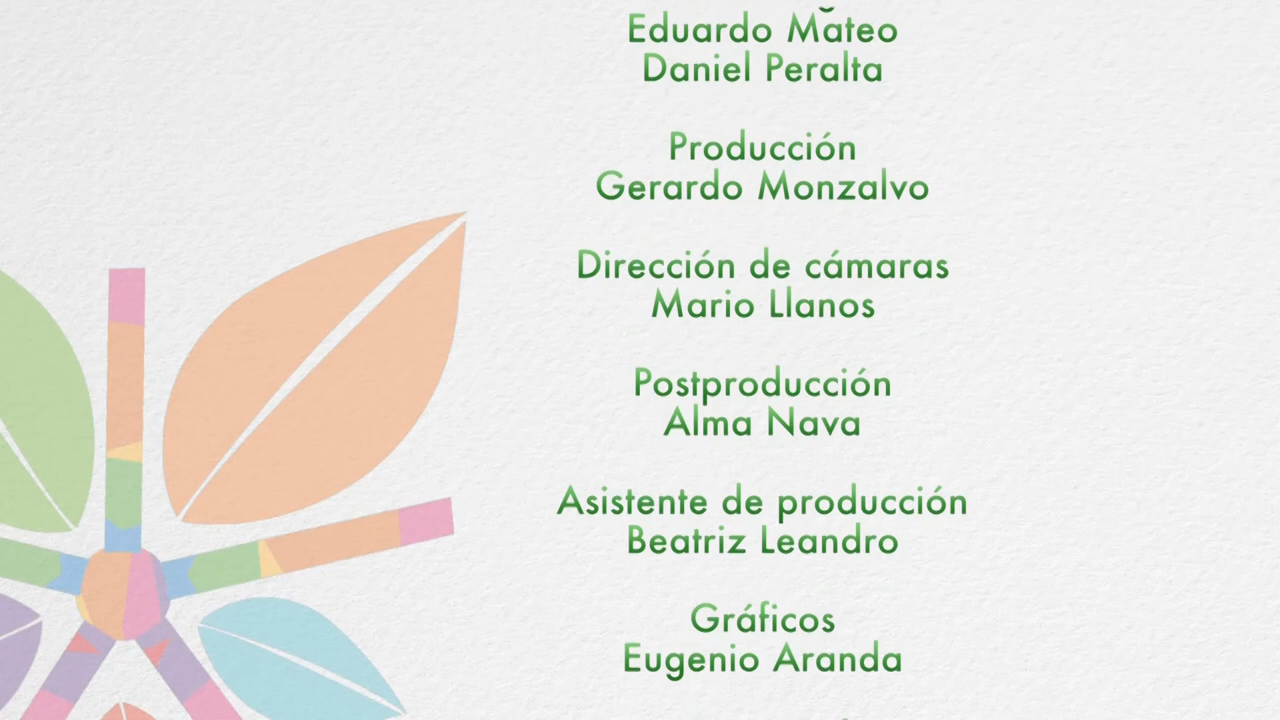 Eduardo Mateo
Daniel Peralta
Producción
Gerardo Monzalvo
Dirección de cámaras
Mario Llanos
Postproducción
Alma Nava
Asistente de producción
Beatriz Leandro
Gráficos
Eugenio Aranda